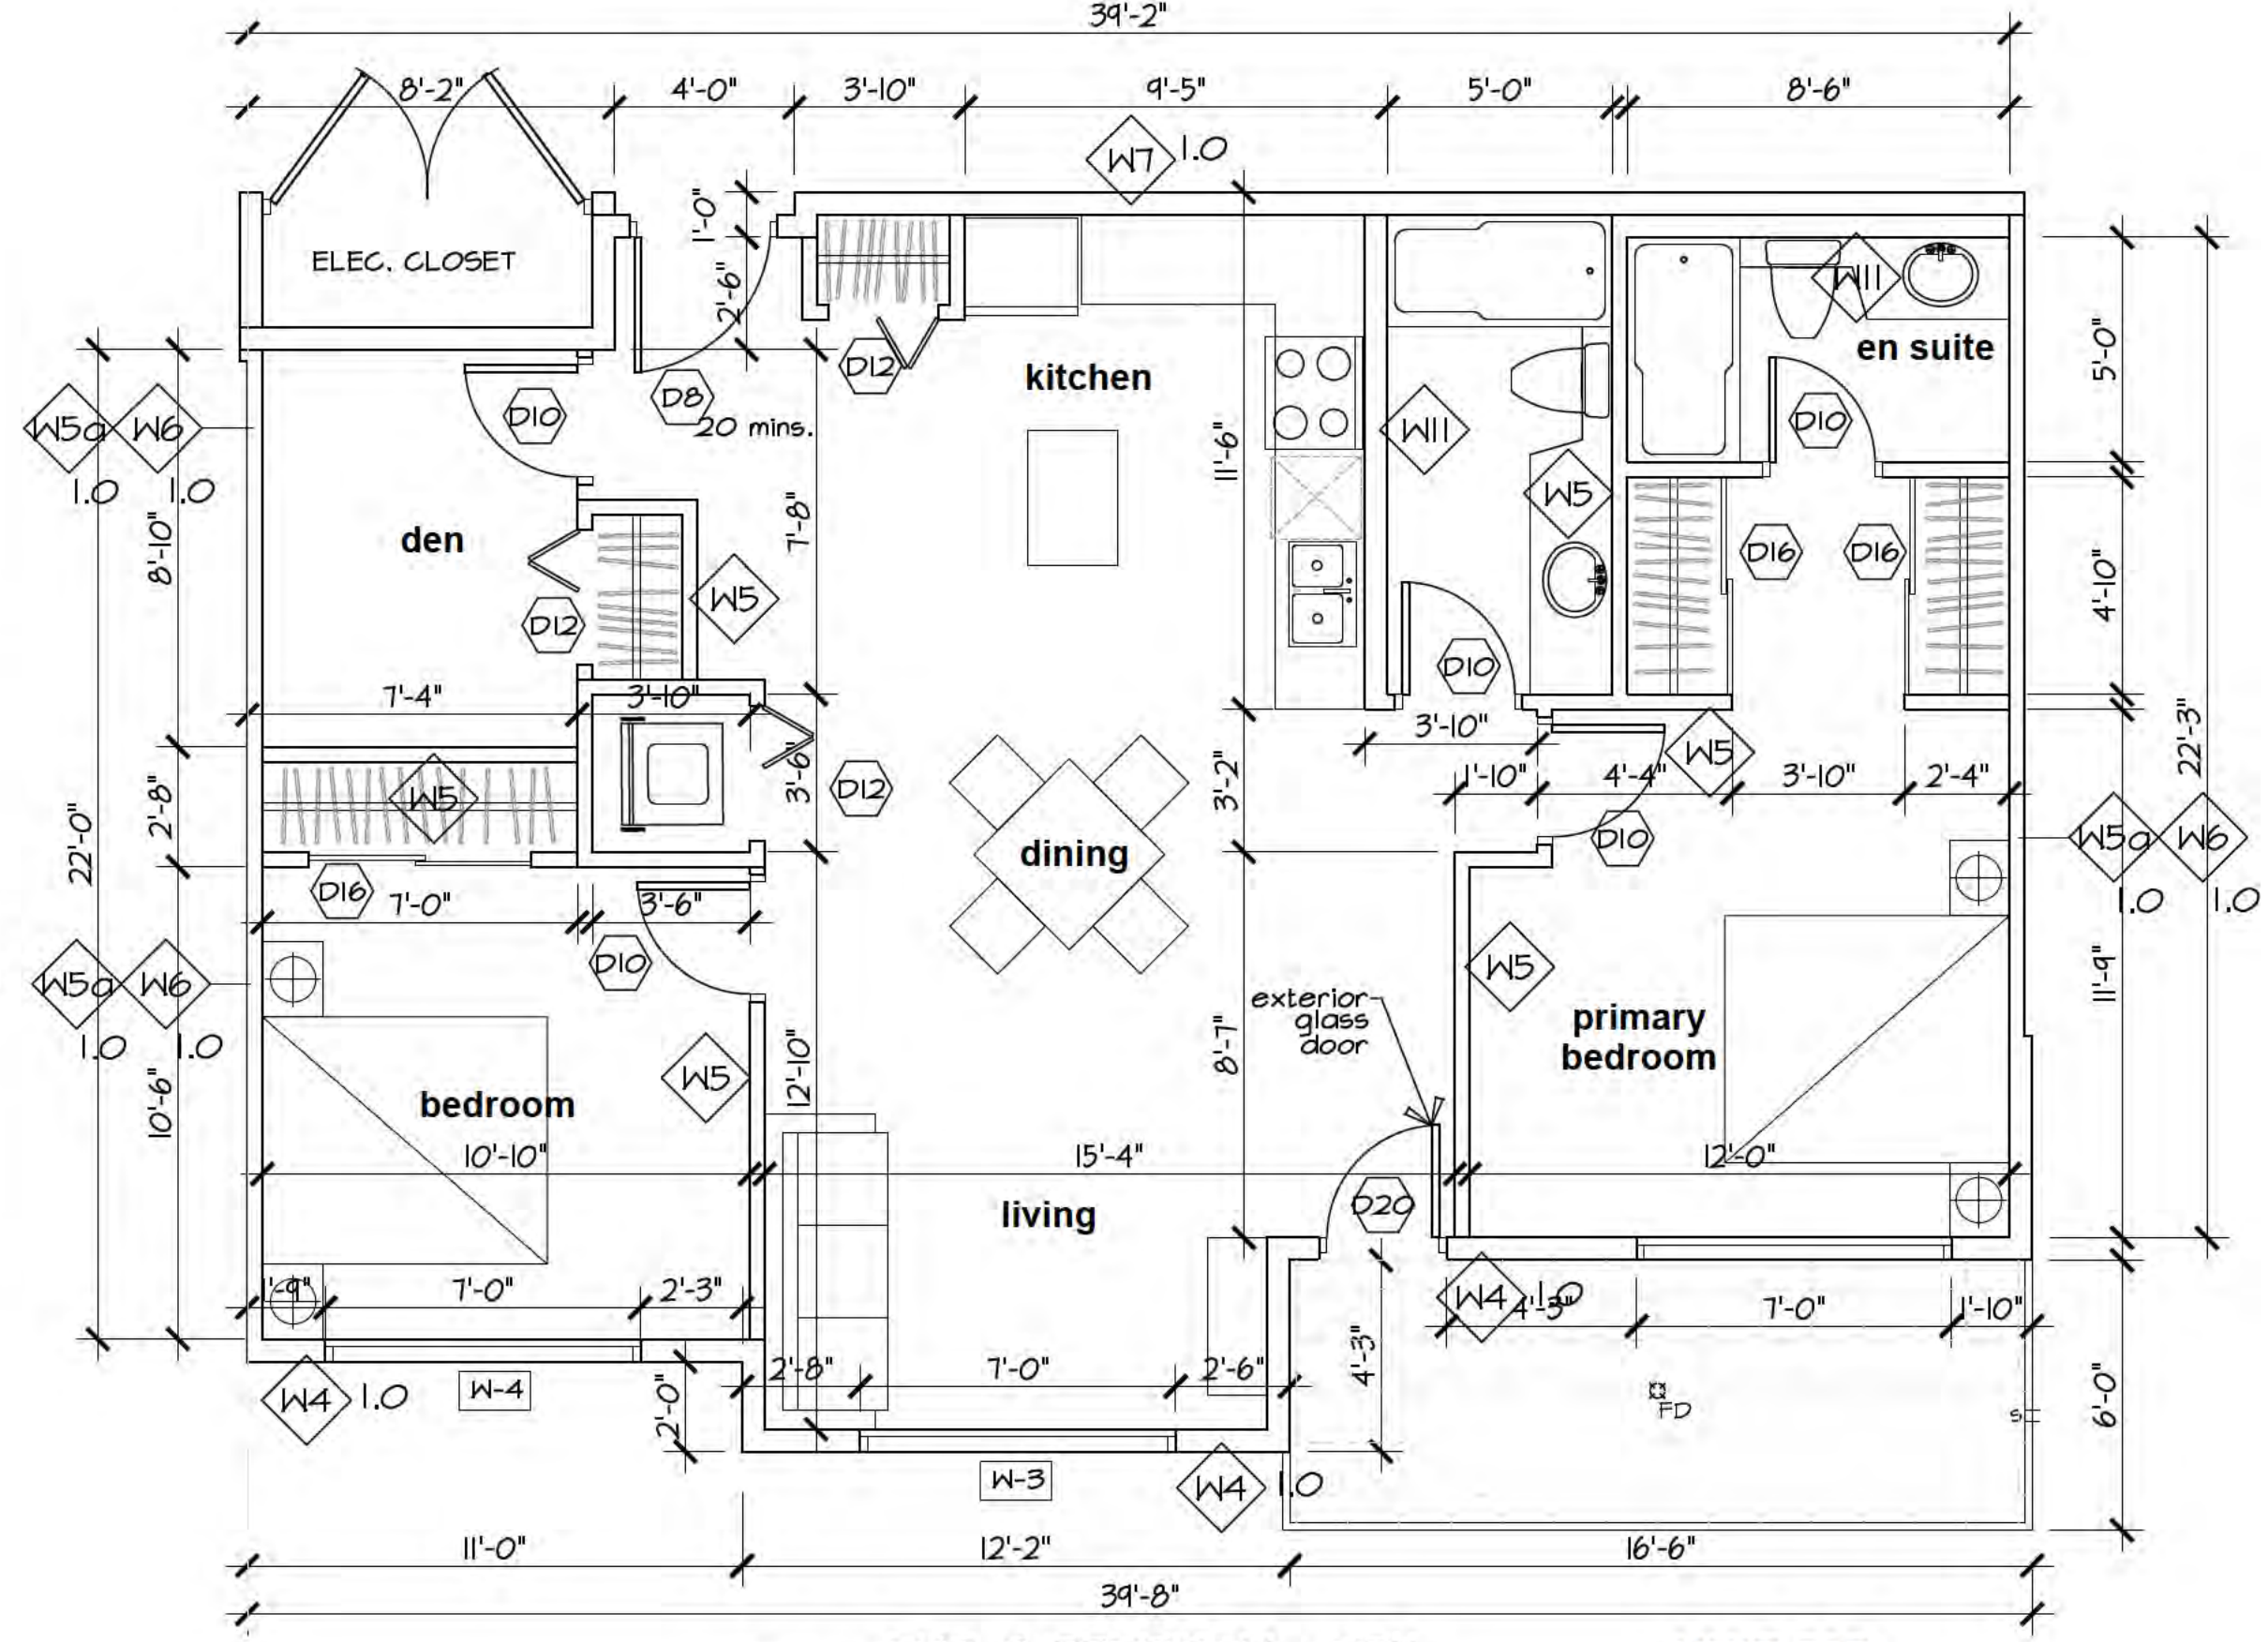 39'-2"
8'-2" 4'-0" 3'-10" 9'-5" 5'-0" 8'-6"
W7 1.0
1'-0"
ELEC. CLOSET
2'-6"
W11
en suite
5'-0"
D12
kitchen
D8
20 mins.
D10
W11
D10
W5a W6
1.0 1.0
11'-6"
W5
8'-10"
den
7'-8"
D16 D16
4'-10"
W5
D12
D10
7'-4" 3'-10"
3'-10"
W5
22'-3"
2'-8"
W5
3'-6"
D12
3'-2"
1'-10" 4'-4" 3'-10" 2'-4"
22'-0"
dining
D10
W5a W6
1.0 1.0
D16
7'-0" 3'-6"
D10
W5a W6
1.0 1.0
W5
exterior
glass
door
11'-9"
primary
bedroom
8'-7"
12'-10"
10'-6"
W5
bedroom
10'-10" 15'-4" 12'-0"
D20
living
1'-9" 7'-0" 2'-3"
W4 1.0
4'-3" 7'-0" 1'-10"
4'-3"
2'-8" 7'-0" 2'-6"
W4 1.0
W-4
2'-0"
FD
S
6'-0"
W-3
W4 1.0
11'-0" 12'-2" 16'-6"
39'-8"